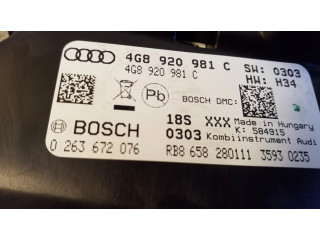 4G8 920 981 C SW: 0303
4G8 920 981 C HW: H34
Pb BOSCH DMC:
18S XXX Made in Hungary
BOSCH 0303 K: 584915
Kombiinstrument Audi
0 263 672 076 RB8 658 280111 3593 0235